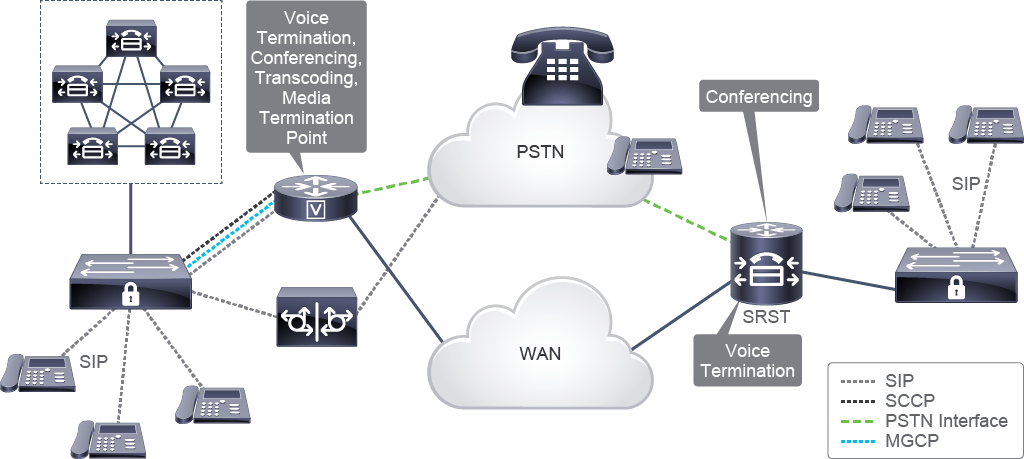 Voice
Termination,
Conferencing,
Transcoding,
Media
Termination
Point
PSTN
Conferencing
SIP
V
SRST
WAN
SIP
Voice
Termination
SIP
SCCP
PSTN Interface
MGCP